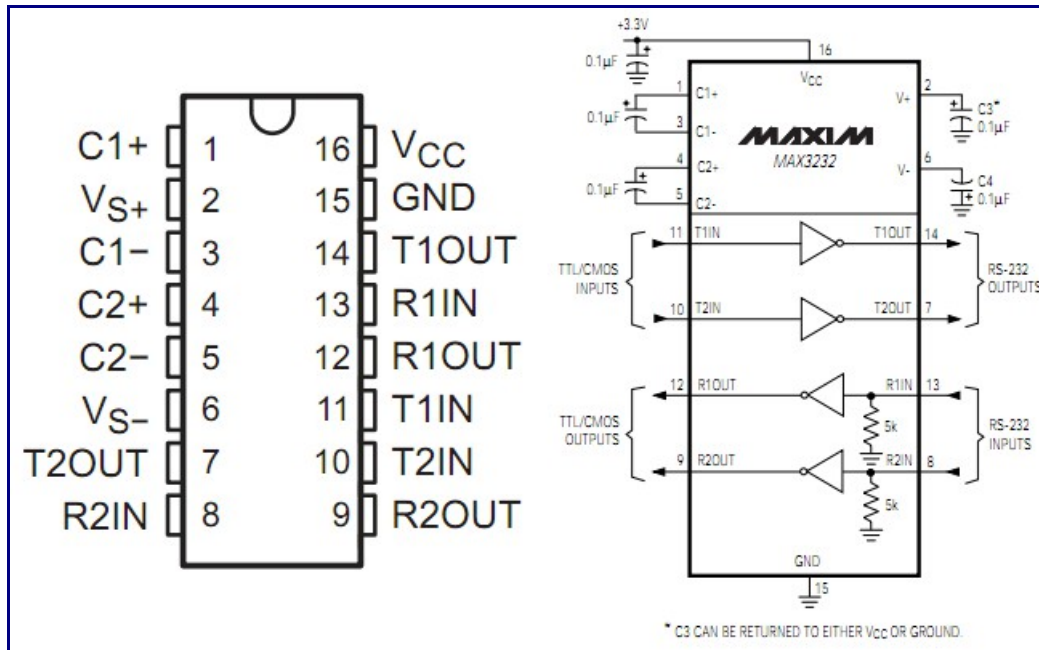 C1+ 1 16 VCC
VS+ 2 15 GND
C1− 3 14 T1OUT
C2+ 4 13 R1IN
C2− 5 12 R1OUT
VS− 6 11 T1IN
T2OUT 7 10 T2IN
R2IN 8 9 R2OUT
+3.3V
0.1µF
16
VCC
1 C1+
0.1µF
3 C1-
4 C2+
0.1µF
5 C2-
MAXIM
MAX3232
V+ 2
C3*
0.1µF
V- 6
C4
0.1µF
TTL/CMOS
INPUTS
11 T1IN T1OUT 14
10 T2IN T2OUT 7
RS-232
OUTPUTS
TTL/CMOS
OUTPUTS
12 R1OUT R1IN 13
5k
9 R2OUT R2IN 8
5k
RS-232
INPUTS
GND
15
* C3 CAN BE RETURNED TO EITHER VCC OR GROUND.